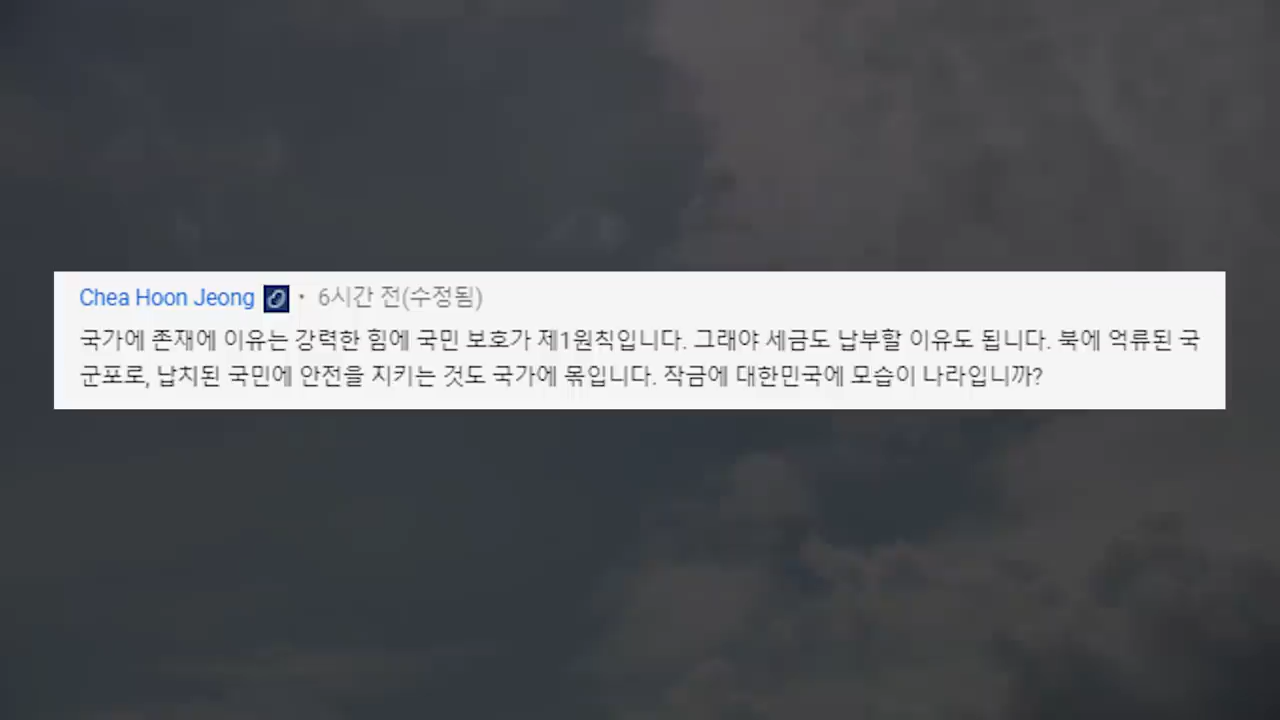 Chea Hoon Jeong · 6시간 전(수정됨)
국가에 존재에 이유는 강력한 힘에 국민 보호가 제1원칙입니다. 그래야 세금도 납부할 이유도 됩니다. 북에 억류된 국
군포로, 납치된 국민에 안전을 지키는 것도 국가에 몫입니다. 작금에 대한민국에 모습이 나라입니까?